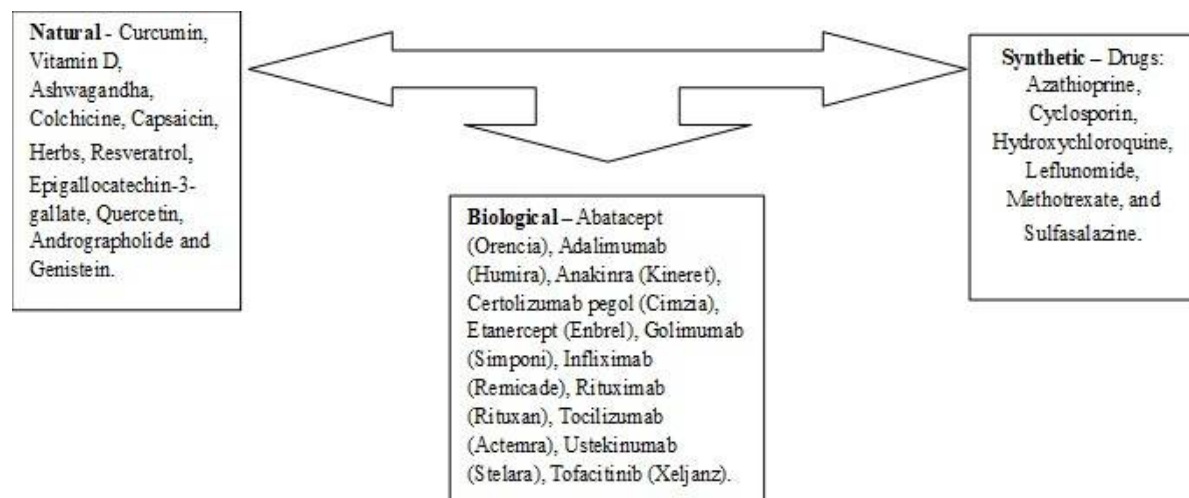 Natural - Curcumin,
Vitamin D,
Ashwagandha,
Colchicine, Capsaicin,
Herbs, Resveratrol,
Epigallocatechin-3-
gallate, Quercetin,
Andrographolide and
Genistein.
Biological – Abatacept
(Orencia), Adalimumab
(Humira), Anakinra (Kineret),
Certolizumab pegol (Cimzia),
Etanercept (Enbrel), Golimumab
(Simponi), Infliximab
(Remicade), Rituximab
(Rituxan), Tocilizumab
(Actemra), Ustekinumab
(Stelara), Tofacitinib (Xeljanz).
Synthetic – Drugs:
Azathioprine,
Cyclosporin,
Hydroxychloroquine,
Leflunomide,
Methotrexate, and
Sulfasalazine.